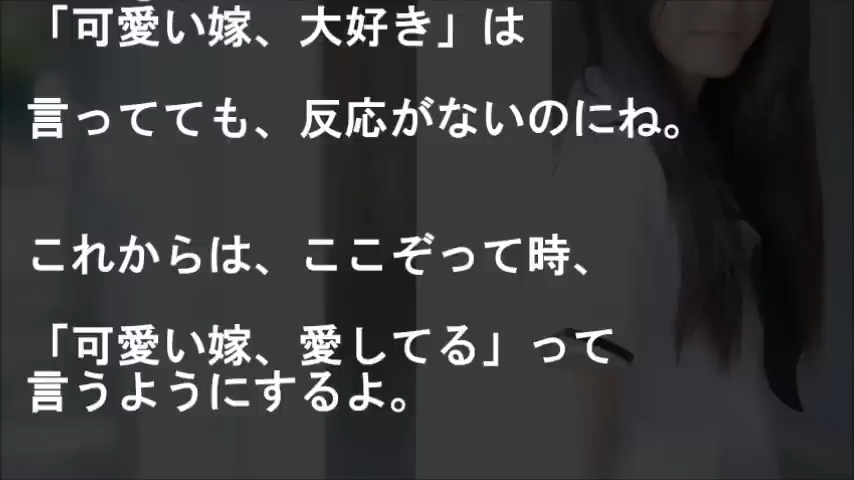 「可愛い嫁、大好き」は
言ってても、反応がないのにね。
これからは、ここぞって時、
「可愛い嫁、愛してる」って
言うようにするよ。